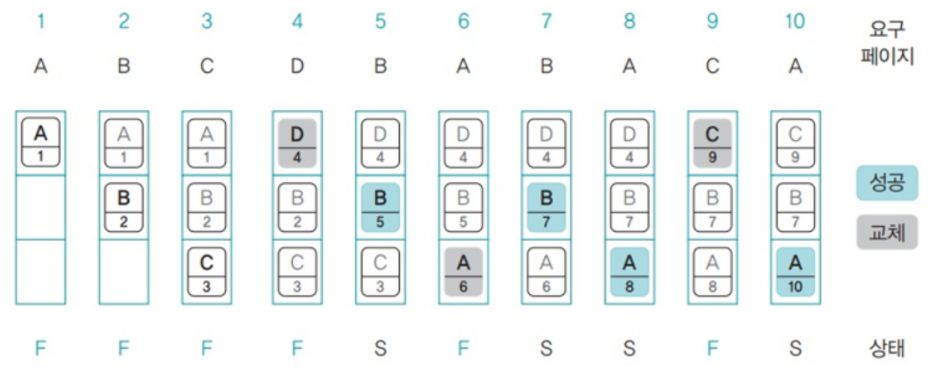 1 2 3 4 5 6 7 8 9 10 요구
페이지
A B C D B A B A C A
A A A D D D D D C C
1 1 1 4 4 4 4 4 9 9
성공
B B B B B B B B B
2 2 2 5 5 7 7 7 7
교체
C C C A A A A A
3 3 3 6 6 8 8 10
F F F F S F S S F S 상태